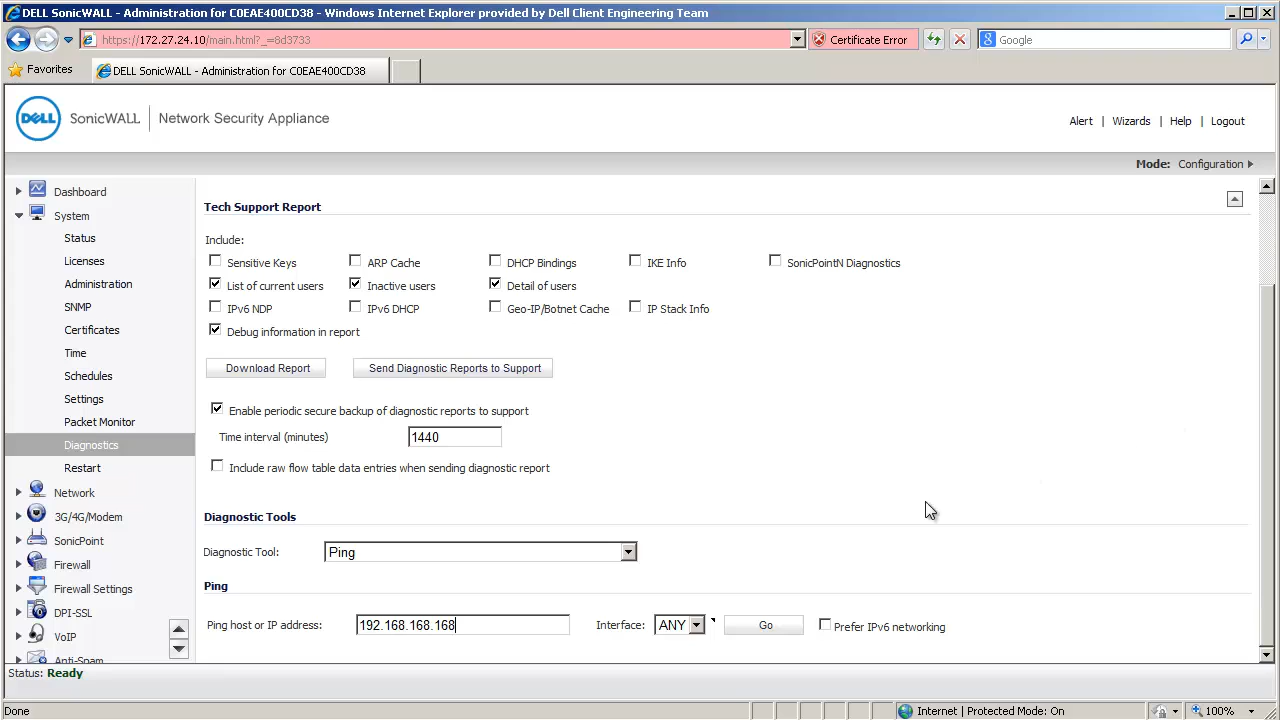 DELL SonicWALL - Administration for C0EAE400CD38 - Windows Internet Explorer provided by Dell Client Engineering Team
https://172.27.24.10/main.html?_=8d3733
Certificate Error
Google
Favorites
DELL SonicWALL - Administration for C0EAE400CD38
DELL SonicWALL | Network Security Appliance
Alert | Wizards | Help | Logout
Mode: Configuration
Dashboard
System
Status
Licenses
Administration
SNMP
Certificates
Time
Schedules
Settings
Packet Monitor
Diagnostics
Restart
Network
3G/4G/Modem
SonicPoint
Firewall
Firewall Settings
DPI-SSL
VoIP
Anti-Spam
Tech Support Report
Include:
Sensitive Keys ARP Cache DHCP Bindings IKE Info SonicPointN Diagnostics
List of current users Inactive users Detail of users
IPv6 NDP IPv6 DHCP Geo-IP/Botnet Cache IP Stack Info
Debug information in report
Download Report Send Diagnostic Reports to Support
Enable periodic secure backup of diagnostic reports to support
Time interval (minutes) 1440
Include raw flow table data entries when sending diagnostic report
Diagnostic Tools
Diagnostic Tool: Ping
Ping
Ping host or IP address: 192.168.168.168 Interface: ANY Go Prefer IPv6 networking
Status: Ready
Done
Internet | Protected Mode: On
100%